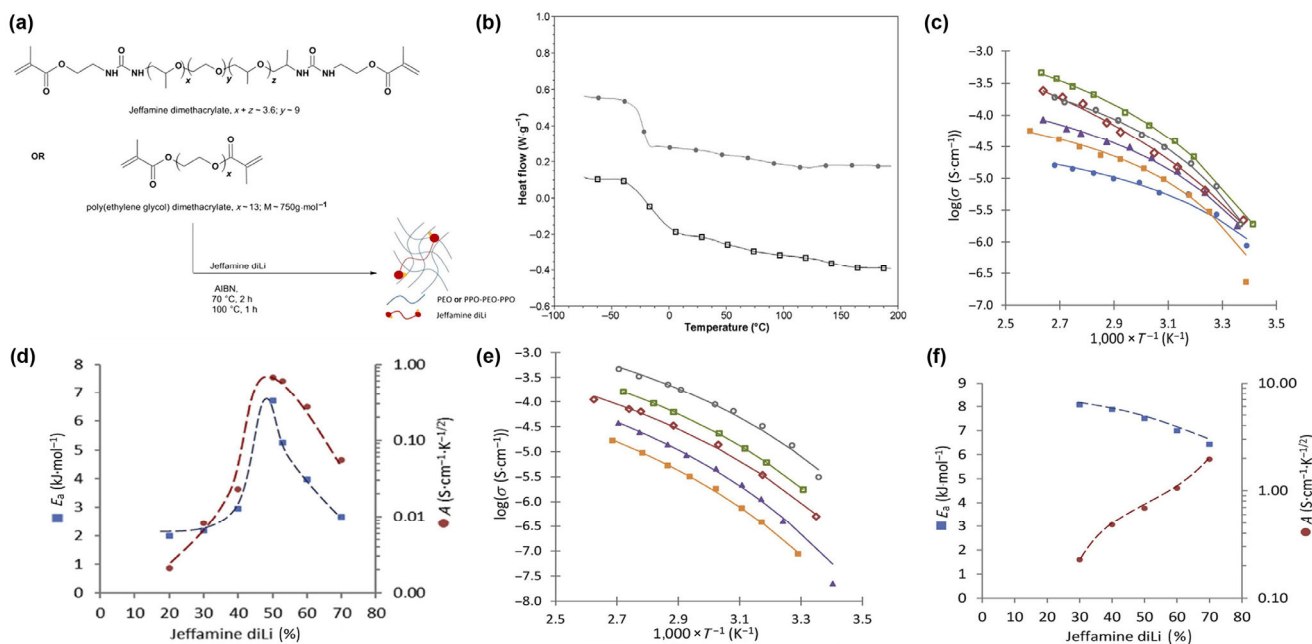 (a)
O
O
O
N
H
N
H
O
x
O
y
O
z
N
H
N
H
O
O
O
Jeffamine dimethacrylate, x + z ~ 3.6; y ~ 9
OR
O
O
O
x
O
poly(ethylene glycol) dimethacrylate, x ~ 13; M ~ 750g·mol⁻¹
Jeffamine diLi
AIBN,
70 °C, 2 h
100 °C, 1 h
PEO or PPO-PEO-PPO
Jeffamine diLi
(b)
1.0
0.8
0.6
0.4
0.2
0.0
−0.2
−0.4
−0.6
Heat flow (W·g⁻¹)
−100 −50 0 50 100 150 200
Temperature (°C)
(c)
−3.0
−3.5
−4.0
−4.5
−5.0
−5.5
−6.0
−6.5
−7.0
log(σ (S·cm⁻¹))
2.5 2.7 2.9 3.1 3.3 3.5
1,000 × T⁻¹ (K⁻¹)
(d)
8
7
6
5
4
3
2
1
0
Eₐ (kJ·mol⁻¹)
1.00
0.10
0.01
0.00
A (S·cm⁻¹·K⁻¹/²)
0 10 20 30 40 50 60 70 80
Jeffamine diLi (%)
(e)
−3.0
−3.5
−4.0
−4.5
−5.0
−5.5
−6.0
−6.5
−7.0
−7.5
−8.0
log(σ (S·cm⁻¹))
2.5 2.7 2.9 3.1 3.3 3.5
1,000 × T⁻¹ (K⁻¹)
(f)
9
8
7
6
5
4
3
2
1
0
Eₐ (kJ·mol⁻¹)
10.00
1.00
0.10
A (S·cm⁻¹·K⁻¹/²)
0 10 20 30 40 50 60 70 80
Jeffamine diLi (%)